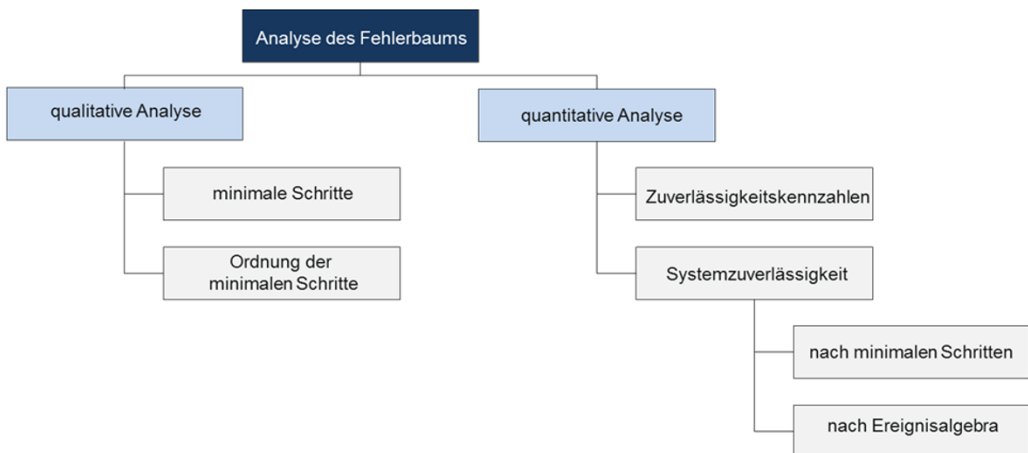 Analyse des Fehlerbaums
qualitative Analyse
minimale Schritte
Ordnung der
minimalen Schritte
quantitative Analyse
Zuverlässigkeitskennzahlen
Systemzuverlässigkeit
nach minimalen Schritten
nach Ereignisalgebra